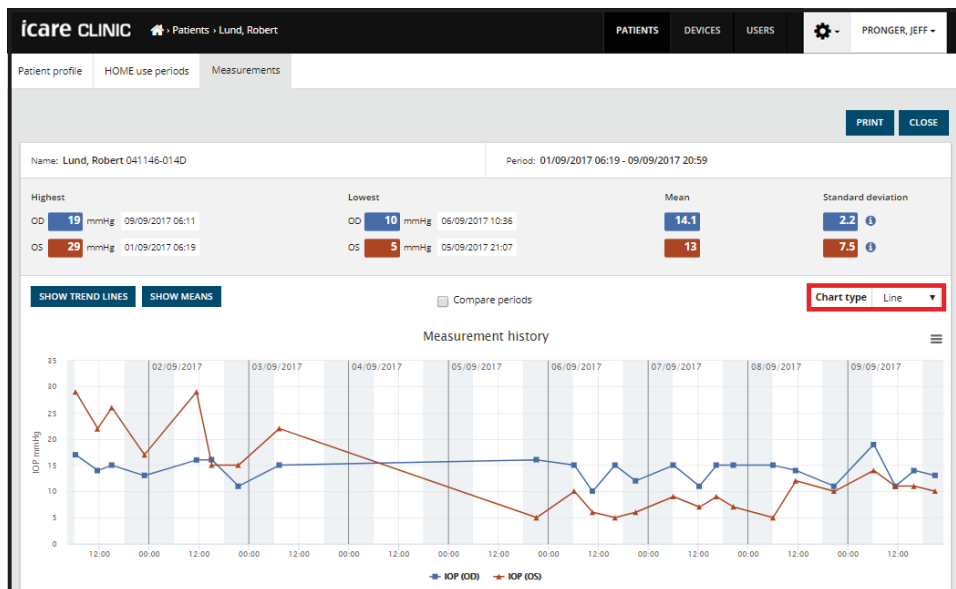 icare CLINIC › Patients › Lund, Robert PATIENTS DEVICES USERS PRONGER, JEFF
Patient profile HOME use periods Measurements
PRINT CLOSE
Name: Lund, Robert 041146-014D Period: 01/09/2017 06:19 - 09/09/2017 20:59
Highest Lowest Mean Standard deviation
OD 19 mmHg 09/09/2017 06:11 OD 10 mmHg 06/09/2017 10:36 14.1 2.2
OS 29 mmHg 01/09/2017 06:19 OS 5 mmHg 05/09/2017 21:07 13 7.5
SHOW TREND LINES SHOW MEANS Compare periods Chart type Line
Measurement history
35 02/09/2017 03/09/2017 04/09/2017 05/09/2017 06/09/2017 07/09/2017 08/09/2017 09/09/2017
30
25
20
IOP mmHg
15
10
5
0
12:00 00:00 12:00 00:00 12:00 00:00 12:00 00:00 12:00 00:00 12:00 00:00 12:00 00:00 12:00 00:00 12:00
IOP (OD) IOP (OS)